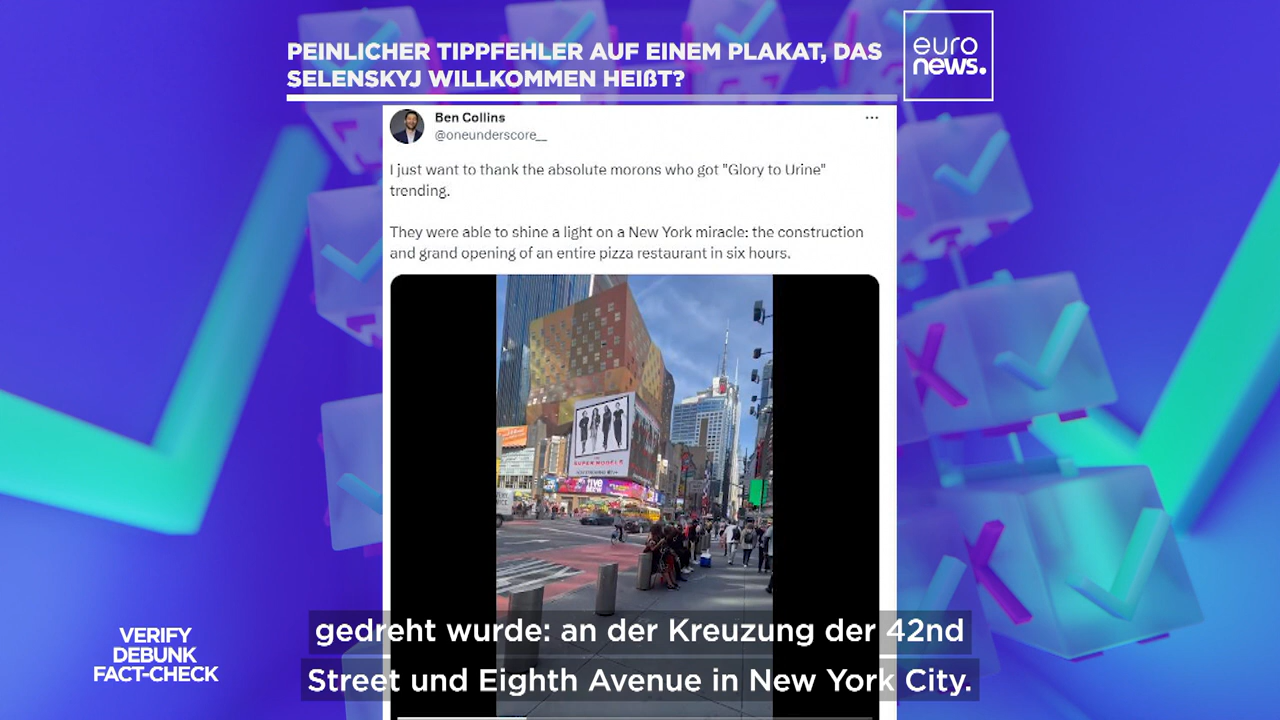 PEINLICHER TIPPFEHLER AUF EINEM PLAKAT, DAS
SELENSKYJ WILLKOMMEN HEIßT?
euro
news.
Ben Collins
@oneunderscore__
I just want to thank the absolute morons who got "Glory to Urine"
trending.
They were able to shine a light on a New York miracle: the construction
and grand opening of an entire pizza restaurant in six hours.
SUPER MODELS
gedreht wurde: an der Kreuzung der 42nd
Street und Eighth Avenue in New York City.
VERIFY
DEBUNK
FACT-CHECK